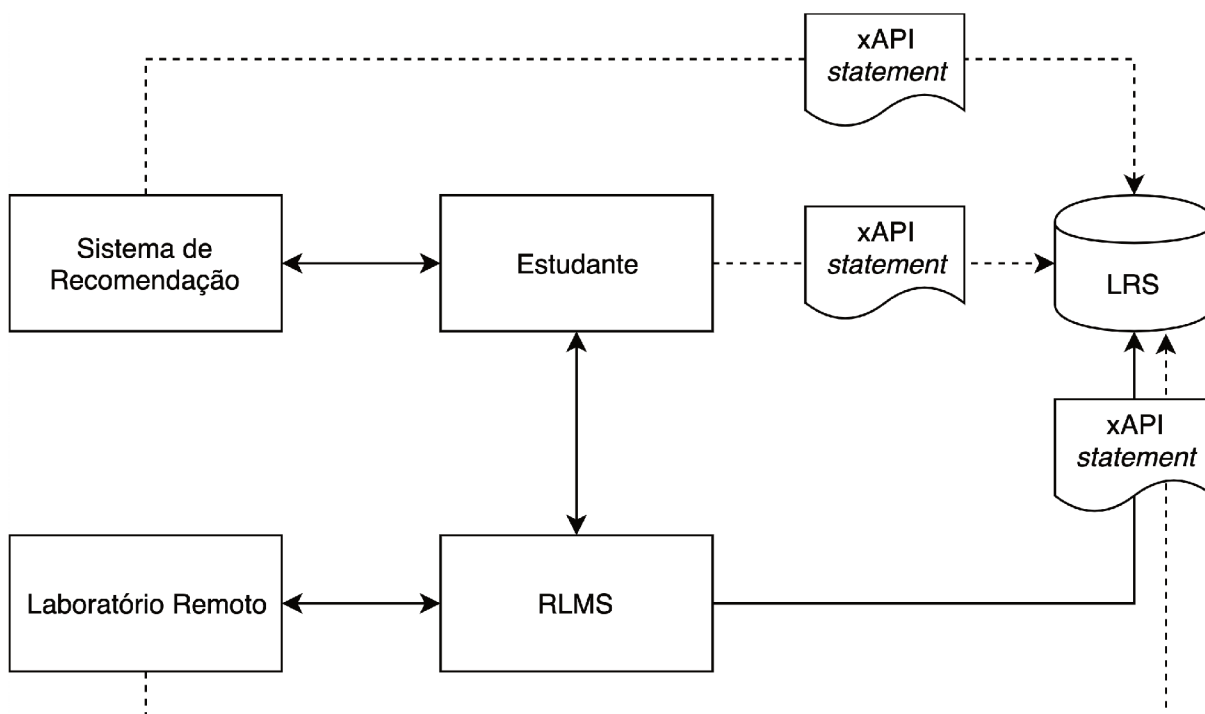 xAPI
statement
Sistema de
Recomendação
Estudante
xAPI
statement
LRS
xAPI
statement
Laboratório Remoto
RLMS